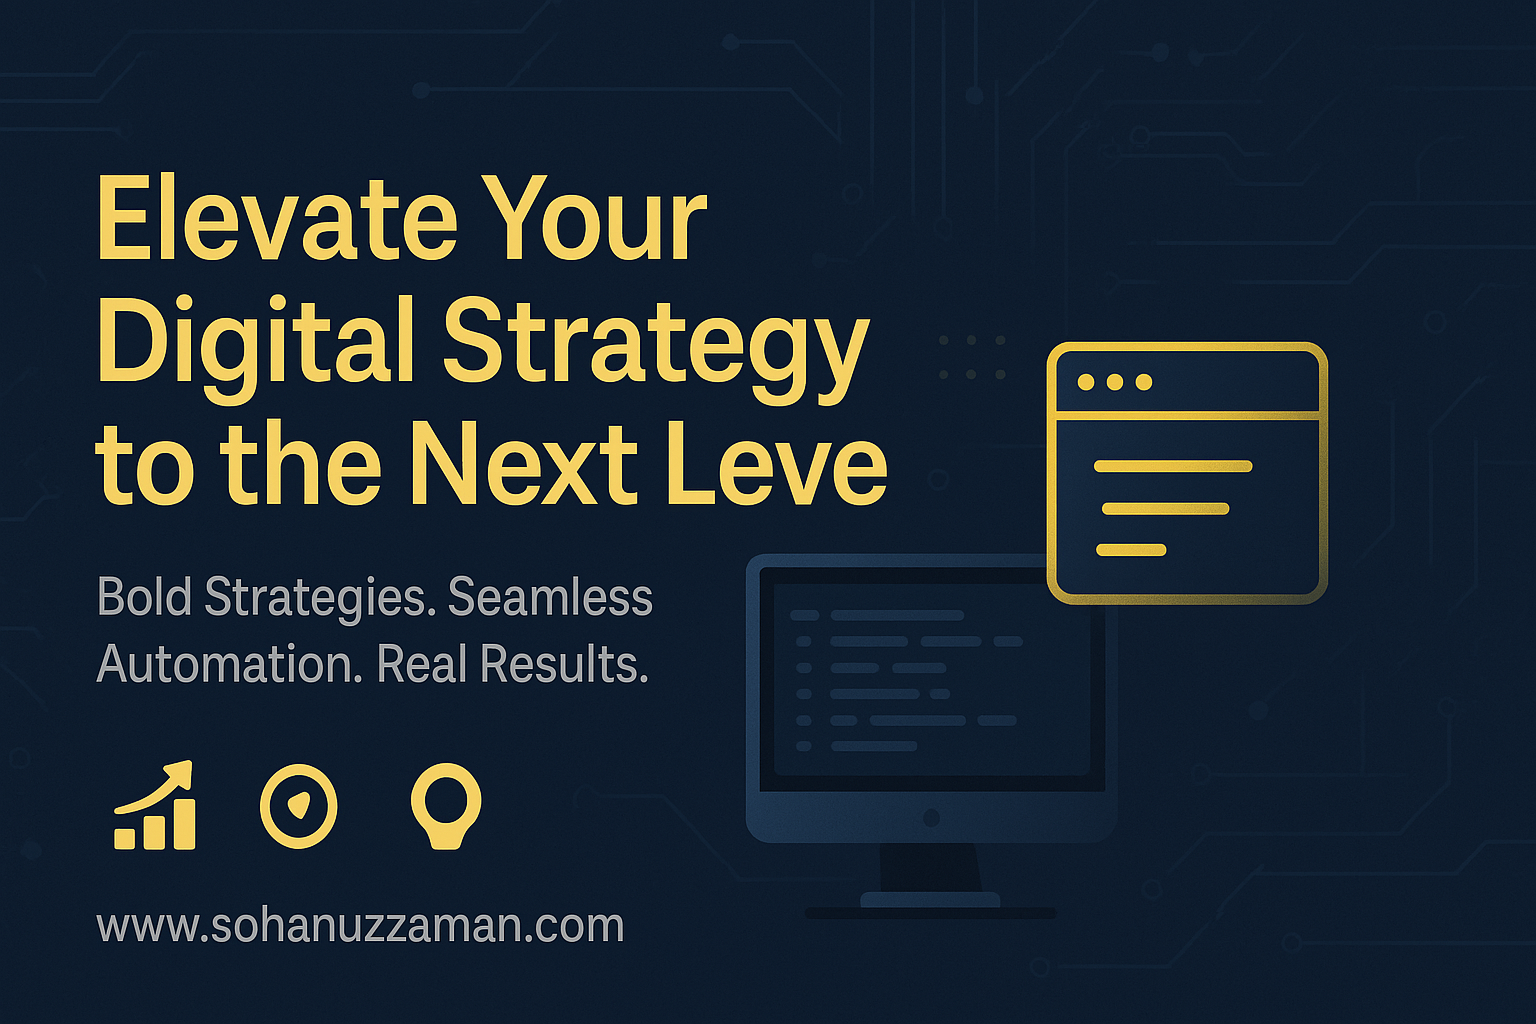 Elevate Your
Digital Strategy
to the Next Leve
Bold Strategies. Seamless
Automation. Real Results.
www.sohanuzzaman.com